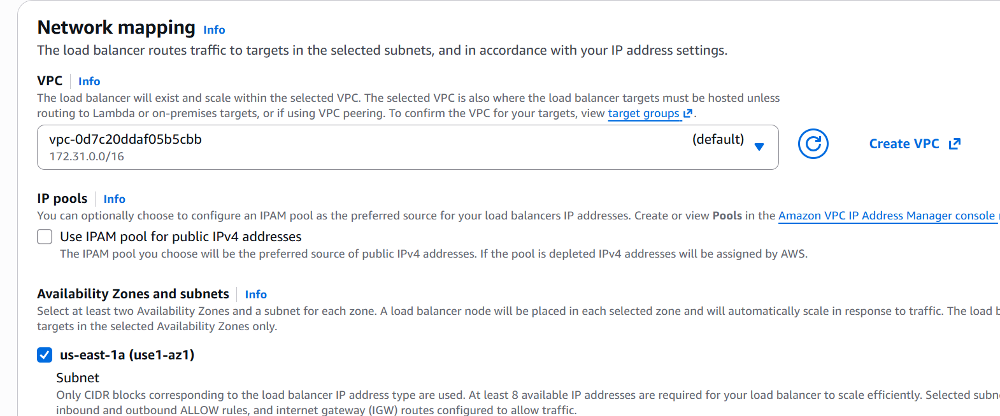 Network mapping Info
The load balancer routes traffic to targets in the selected subnets, and in accordance with your IP address settings.
VPC Info
The load balancer will exist and scale within the selected VPC. The selected VPC is also where the load balancer targets must be hosted unless
routing to Lambda or on-premises targets, or if using VPC peering. To confirm the VPC for your targets, view target groups.
vpc-0d7c20ddaf05b5cbb (default)
172.31.0.0/16
Create VPC
IP pools Info
You can optionally choose to configure an IPAM pool as the preferred source for your load balancers IP addresses. Create or view Pools in the Amazon VPC IP Address Manager console
Use IPAM pool for public IPv4 addresses
The IPAM pool you choose will be the preferred source of public IPv4 addresses. If the pool is depleted IPv4 addresses will be assigned by AWS.
Availability Zones and subnets Info
Select at least two Availability Zones and a subnet for each zone. A load balancer node will be placed in each selected zone and will automatically scale in response to traffic. The load
targets in the selected Availability Zones only.
us-east-1a (use1-az1)
Subnet
Only CIDR blocks corresponding to the load balancer IP address type are used. At least 8 available IP addresses are required for your load balancer to scale efficiently. Selected
inbound and outbound ALLOW rules, and internet gateway (IGW) routes configured to allow traffic.